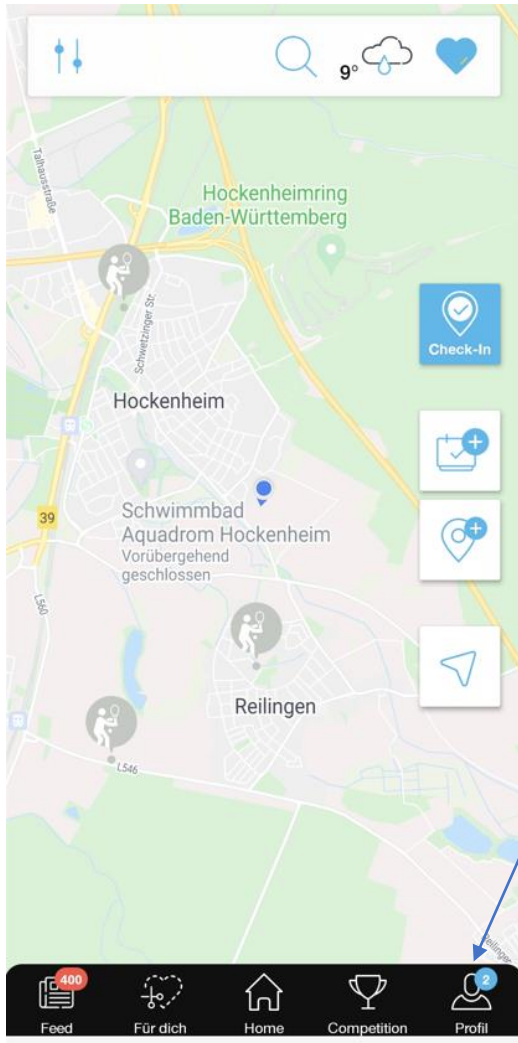 9°
Talhausstraße
Hockenheimring
Baden-Württemberg
Schwetzinger Str.
Check-In
Hockenheim
39
Schwimmbad
Aquadrom Hockenheim
Vorübergehend
geschlossen
L560
Reilingen
L546
Reilinger
400
2
Feed
Für dich
Home
Competition
Profil